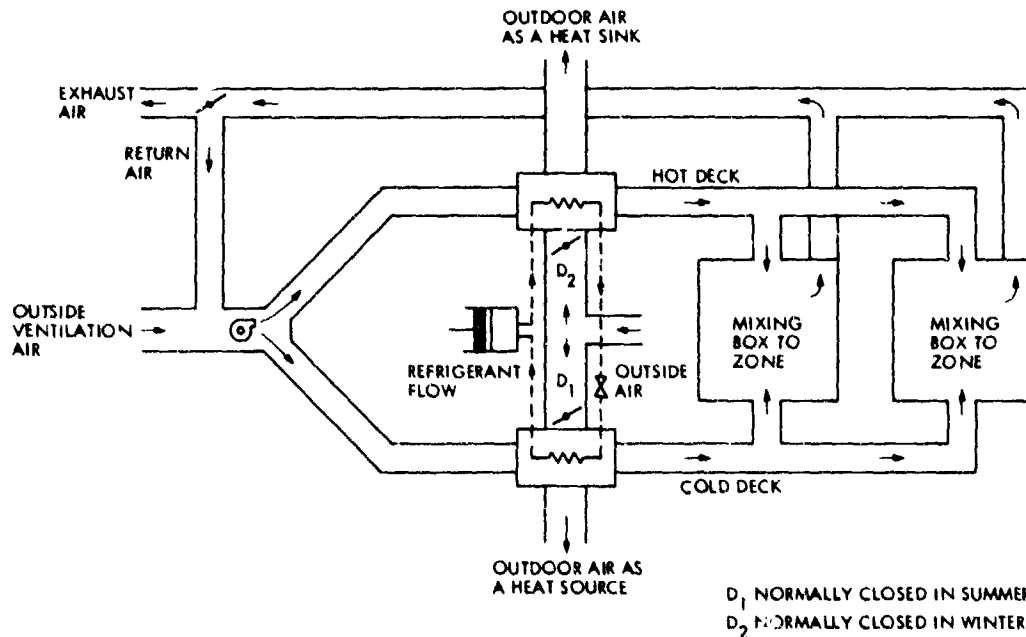 OUTDOOR AIR
AS A HEAT SINK
EXHAUST
AIR
RETURN
AIR
HOT DECK
D2
OUTSIDE
VENTILATION
AIR
MIXING
BOX TO
ZONE
MIXING
BOX TO
ZONE
REFRIGERANT
FLOW
D1
OUTSIDE
AIR
COLD DECK
OUTDOOR AIR AS
A HEAT SOURCE
D1 NORMALLY CLOSED IN SUMMER
D2 NORMALLY CLOSED IN WINTER